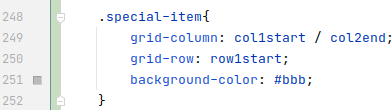 248 .special-item{
249 grid-column: col1start / col2end;
250 grid-row: row1start;
251 background-color: #bbb;
252 }